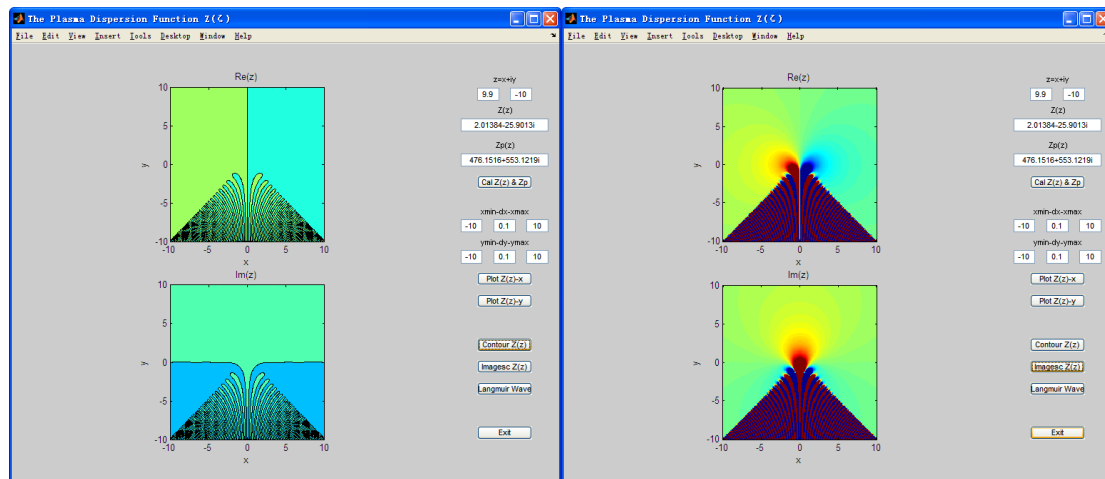 The Plasma Dispersion Function Z(ζ)
File Edit View Insert Tools Desktop Window Help
Re(z)
10
5
0
-5
-10
y
-10 -5 0 5 10
x
Im(z)
10
5
0
-5
-10
y
-10 -5 0 5 10
x
z=x+iy
9.9 -10
Z(z)
2.01384-25.9013i
Zp(z)
476.1516+553.1219i
Cal Z(z) & Zp
xmin-dx-xmax
-10 0.1 10
ymin-dy-ymax
-10 0.1 10
Plot Z(z)-x
Plot Z(z)-y
Contour Z(z)
Imagesc Z(z)
Langmuir Wave
Exit
The Plasma Dispersion Function Z(ζ)
File Edit View Insert Tools Desktop Window Help
Re(z)
10
5
0
-5
-10
y
-10 -5 0 5 10
x
Im(z)
10
5
0
-5
-10
y
-10 -5 0 5 10
x
z=x+iy
9.9 -10
Z(z)
2.01384-25.9013i
Zp(z)
476.1516+553.1219i
Cal Z(z) & Zp
xmin-dx-xmax
-10 0.1 10
ymin-dy-ymax
-10 0.1 10
Plot Z(z)-x
Plot Z(z)-y
Contour Z(z)
Imagesc Z(z)
Langmuir Wave
Exit